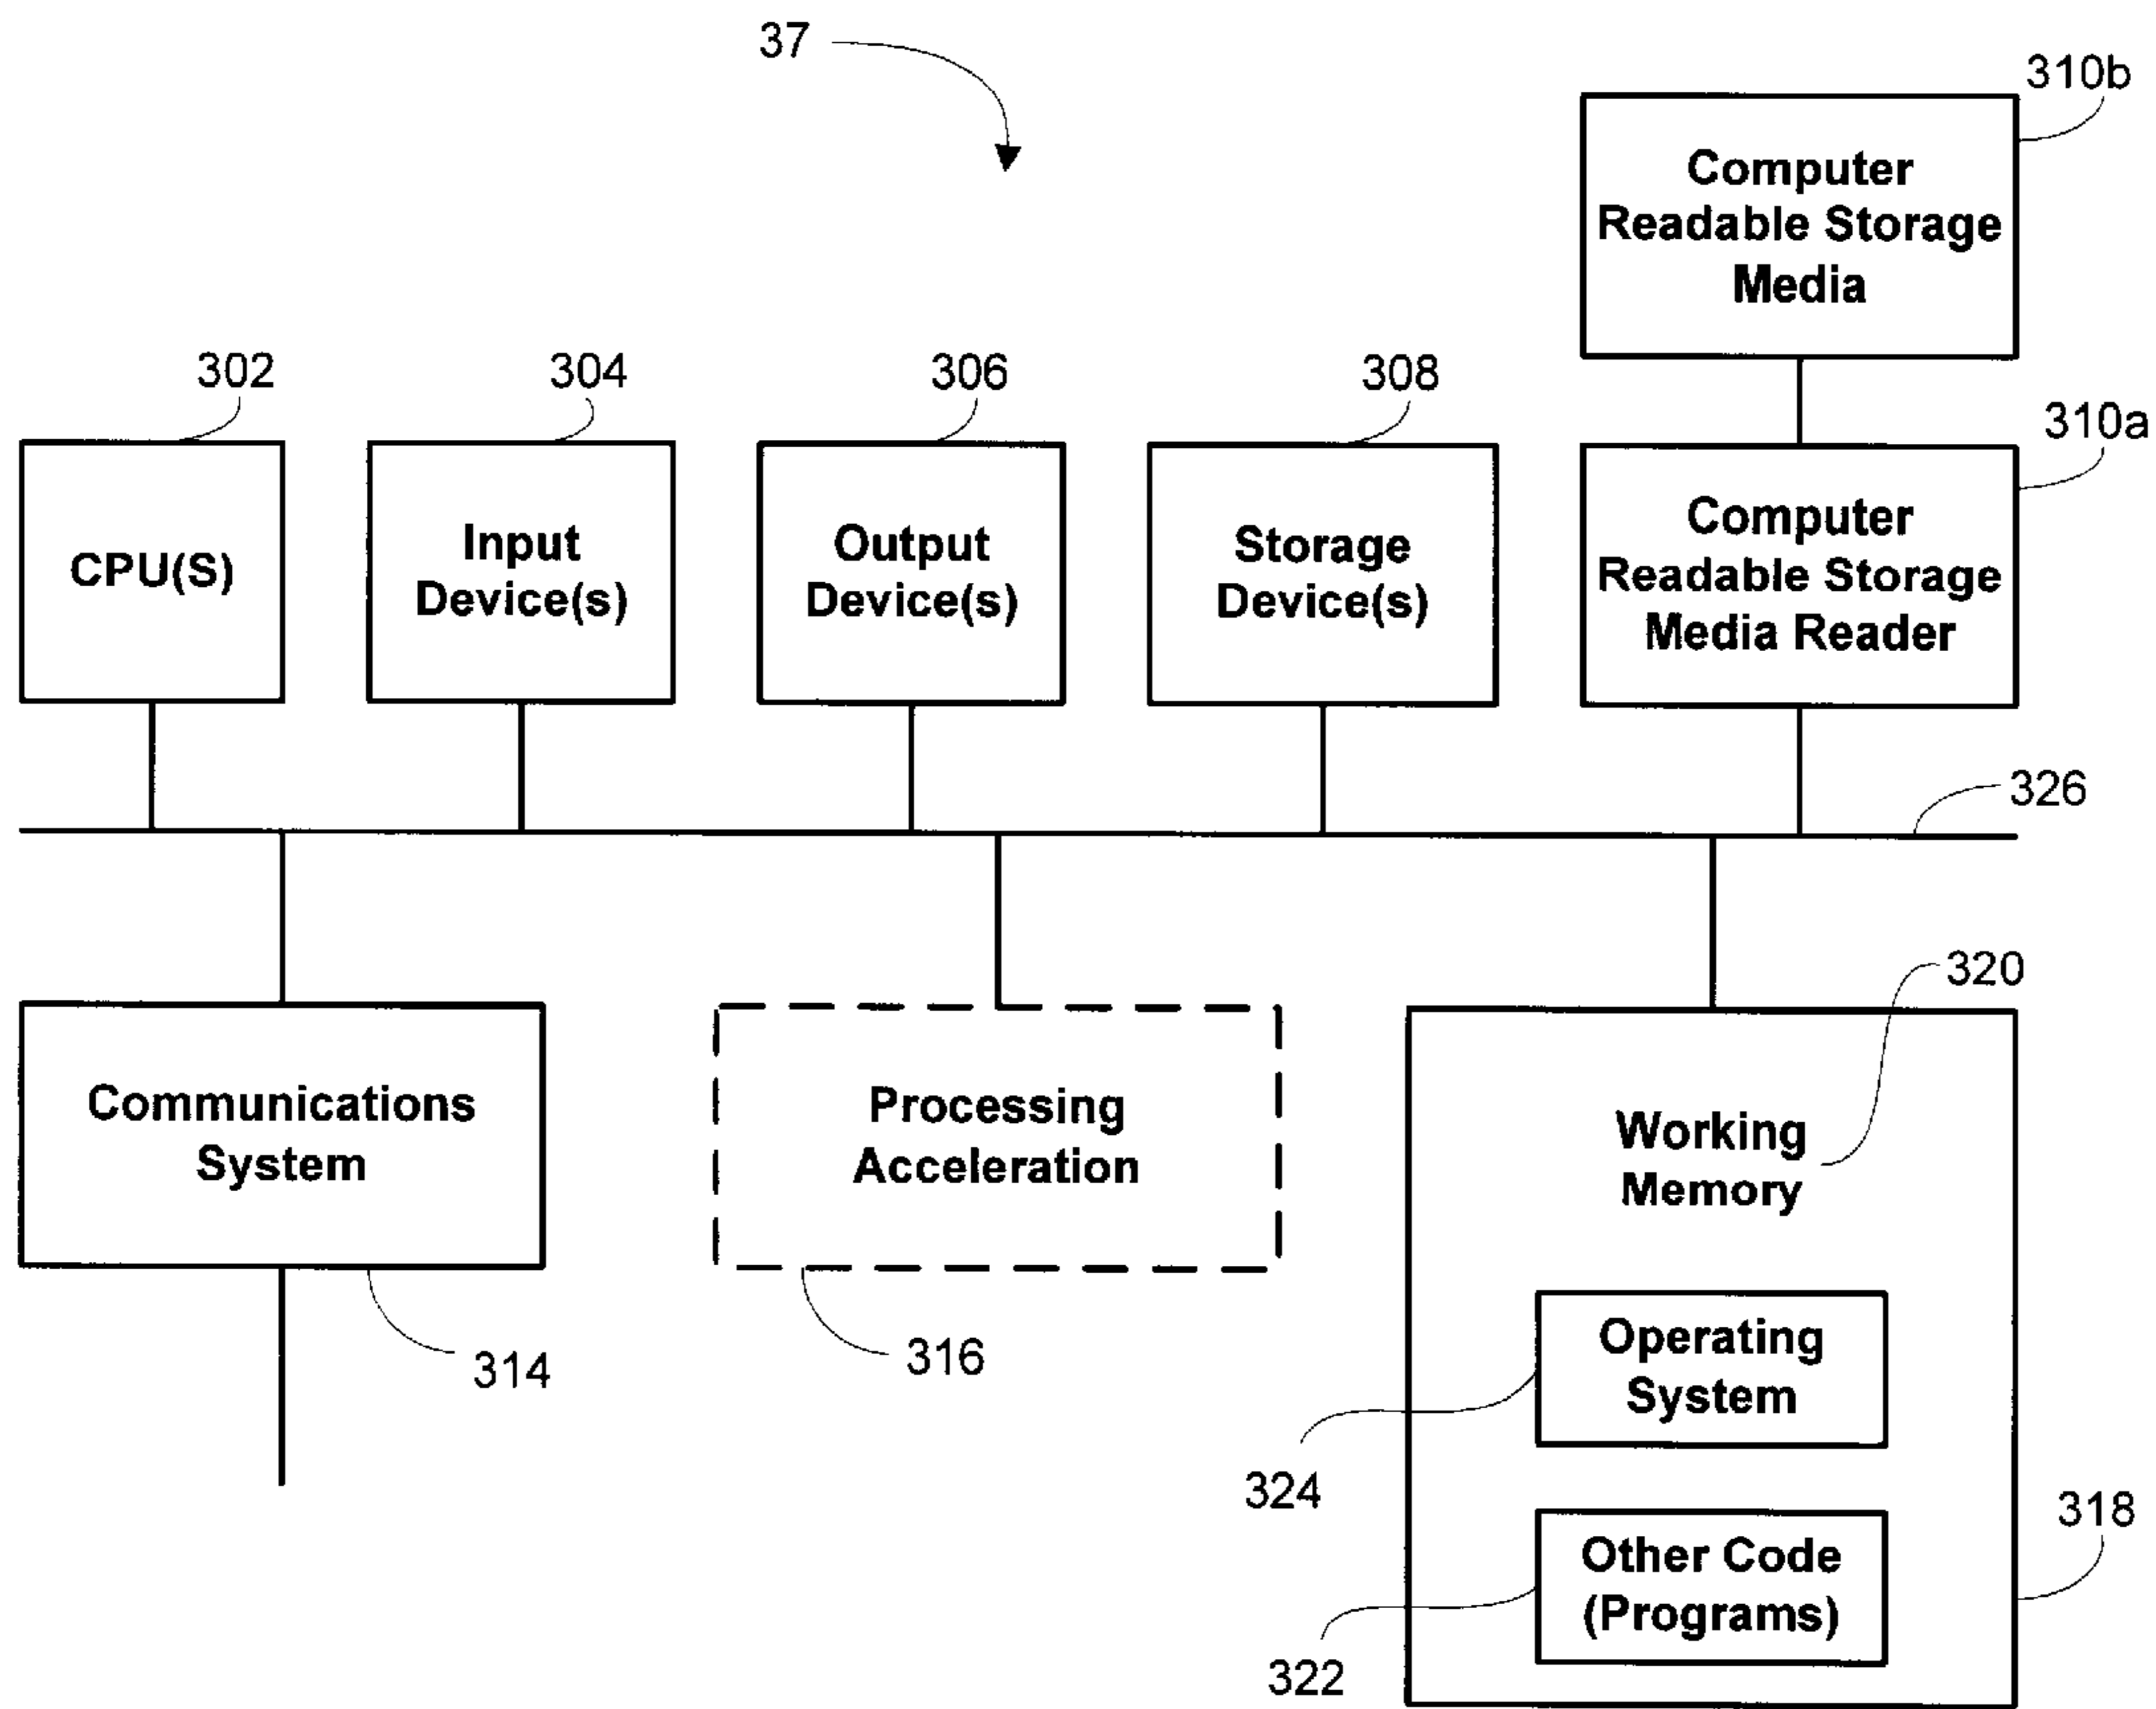 37
310b
Computer
Readable Storage
Media
302
304
306
308
310a
CPU(S)
Input
Device(s)
Output
Device(s)
Storage
Device(s)
Computer
Readable Storage
Media Reader
326
320
Communications
System
Processing
Acceleration
Working
Memory
314
316
Operating
System
324
318
Other Code
(Programs)
322